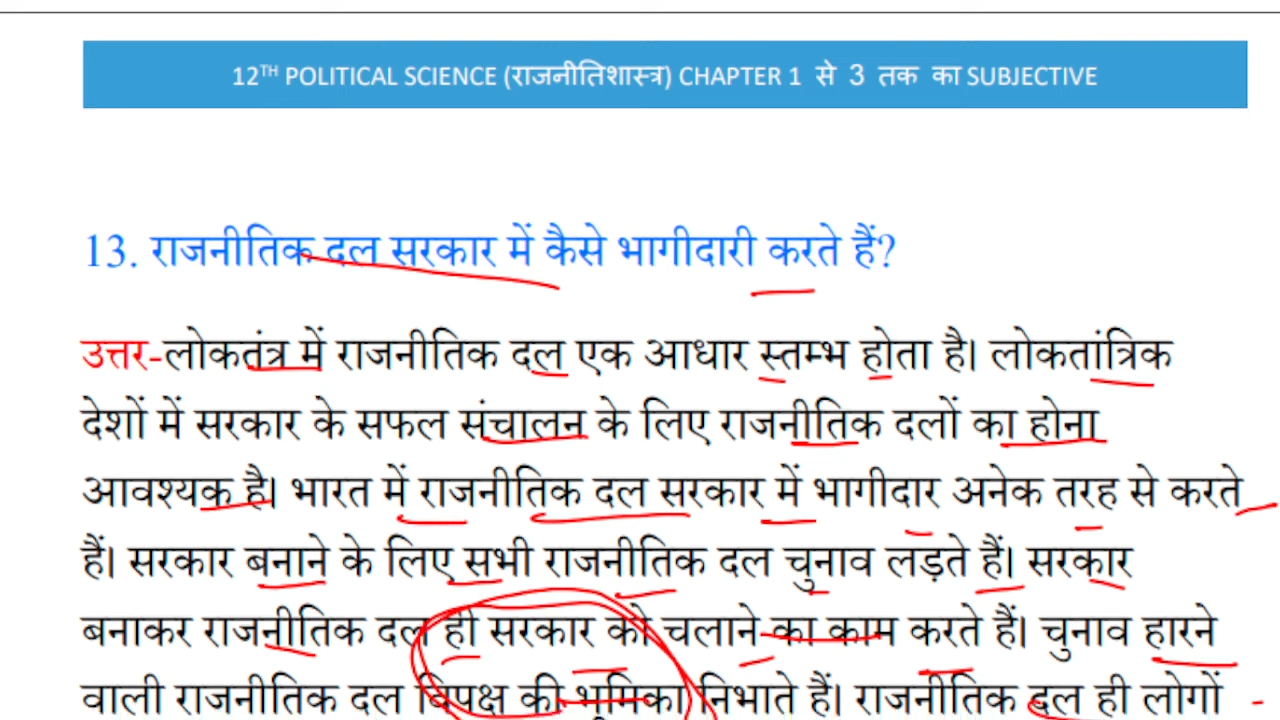 12TH POLITICAL SCIENCE (राजनीतिशास्त्र) CHAPTER 1 से 3 तक का SUBJECTIVE
13. राजनीतिक दल सरकार में कैसे भागीदारी करते हैं?
उत्तर-लोकतंत्र में राजनीतिक दल एक आधार स्तम्भ होता है। लोकतांत्रिक
देशों में सरकार के सफल संचालन के लिए राजनीतिक दलों का होना
आवश्यक है। भारत में राजनीतिक दल सरकार में भागीदार अनेक तरह से करते
हैं। सरकार बनाने के लिए सभी राजनीतिक दल चुनाव लड़ते हैं। सरकार
बनाकर राजनीतिक दल ही सरकार को चलाने का काम करते हैं। चुनाव हारने
वाली राजनीतिक दल विपक्ष की भूमिका निभाते हैं। राजनीतिक दल ही लोगों